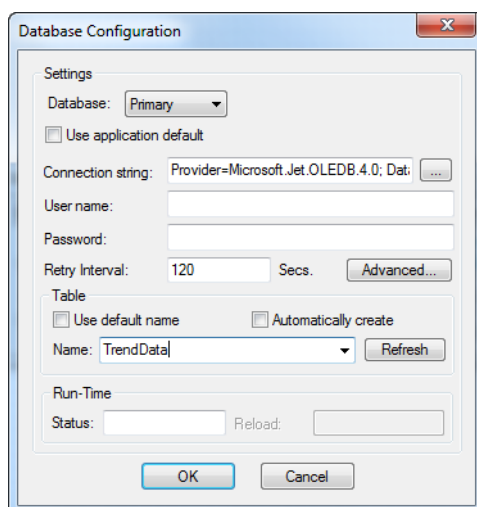 Database Configuration
Settings
Database: Primary
Use application default
Connection string: Provider=Microsoft.Jet.OLEDB.4.0; Dat ...
User name:
Password:
Retry Interval: 120 Secs. Advanced...
Table
Use default name Automatically create
Name: TrendData Refresh
Run-Time
Status: Reload:
OK Cancel